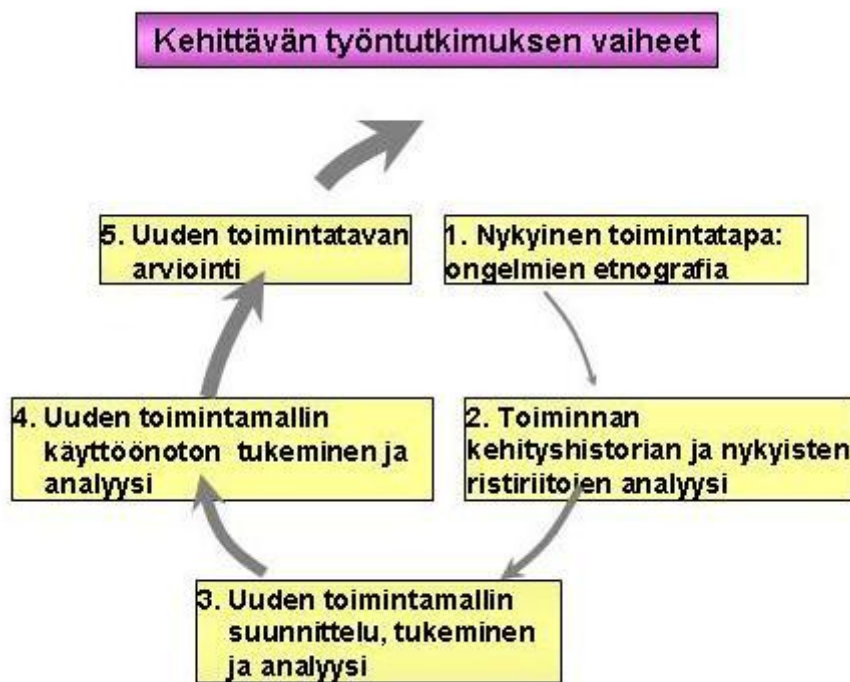 Kehittävän työntutkimuksen vaiheet
5. Uuden toimintatavan
arviointi
1. Nykyinen toimintatapa:
ongelmien etnografia
4. Uuden toimintamallin
käyttöönoton tukeminen ja
analyysi
2. Toiminnan
kehityshistorian ja nykyisten
ristiriitojen analyysi
3. Uuden toimintamallin
suunnittelu, tukeminen
ja analyysi